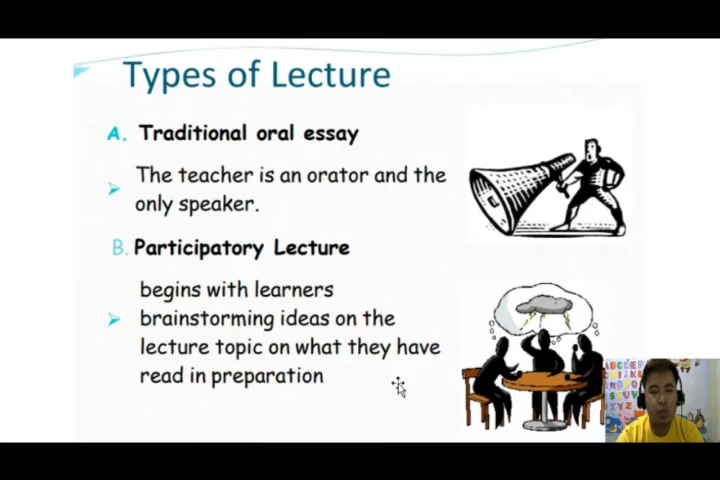 Types of Lecture
A. Traditional oral essay
The teacher is an orator and the
only speaker.
B. Participatory Lecture
begins with learners
brainstorming ideas on the
lecture topic on what they have
read in preparation